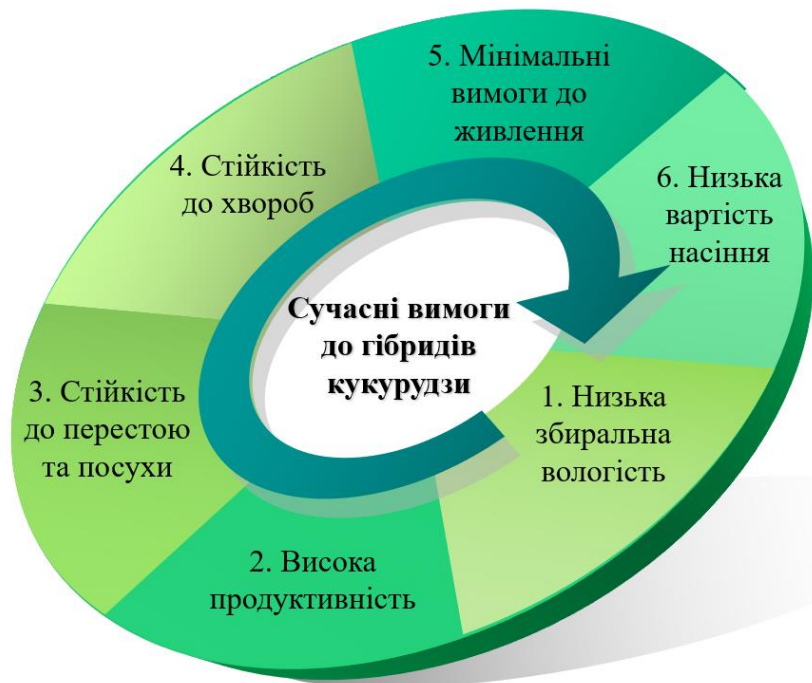 Сучасні вимоги
до гібридів
кукурудзи
1. Низька
збиральна
вологість
2. Висока
продуктивність
3. Стійкість
до перестою
та посухи
4. Стійкість
до хвороб
5. Мінімальні
вимоги до
живлення
6. Низька
вартість
насіння